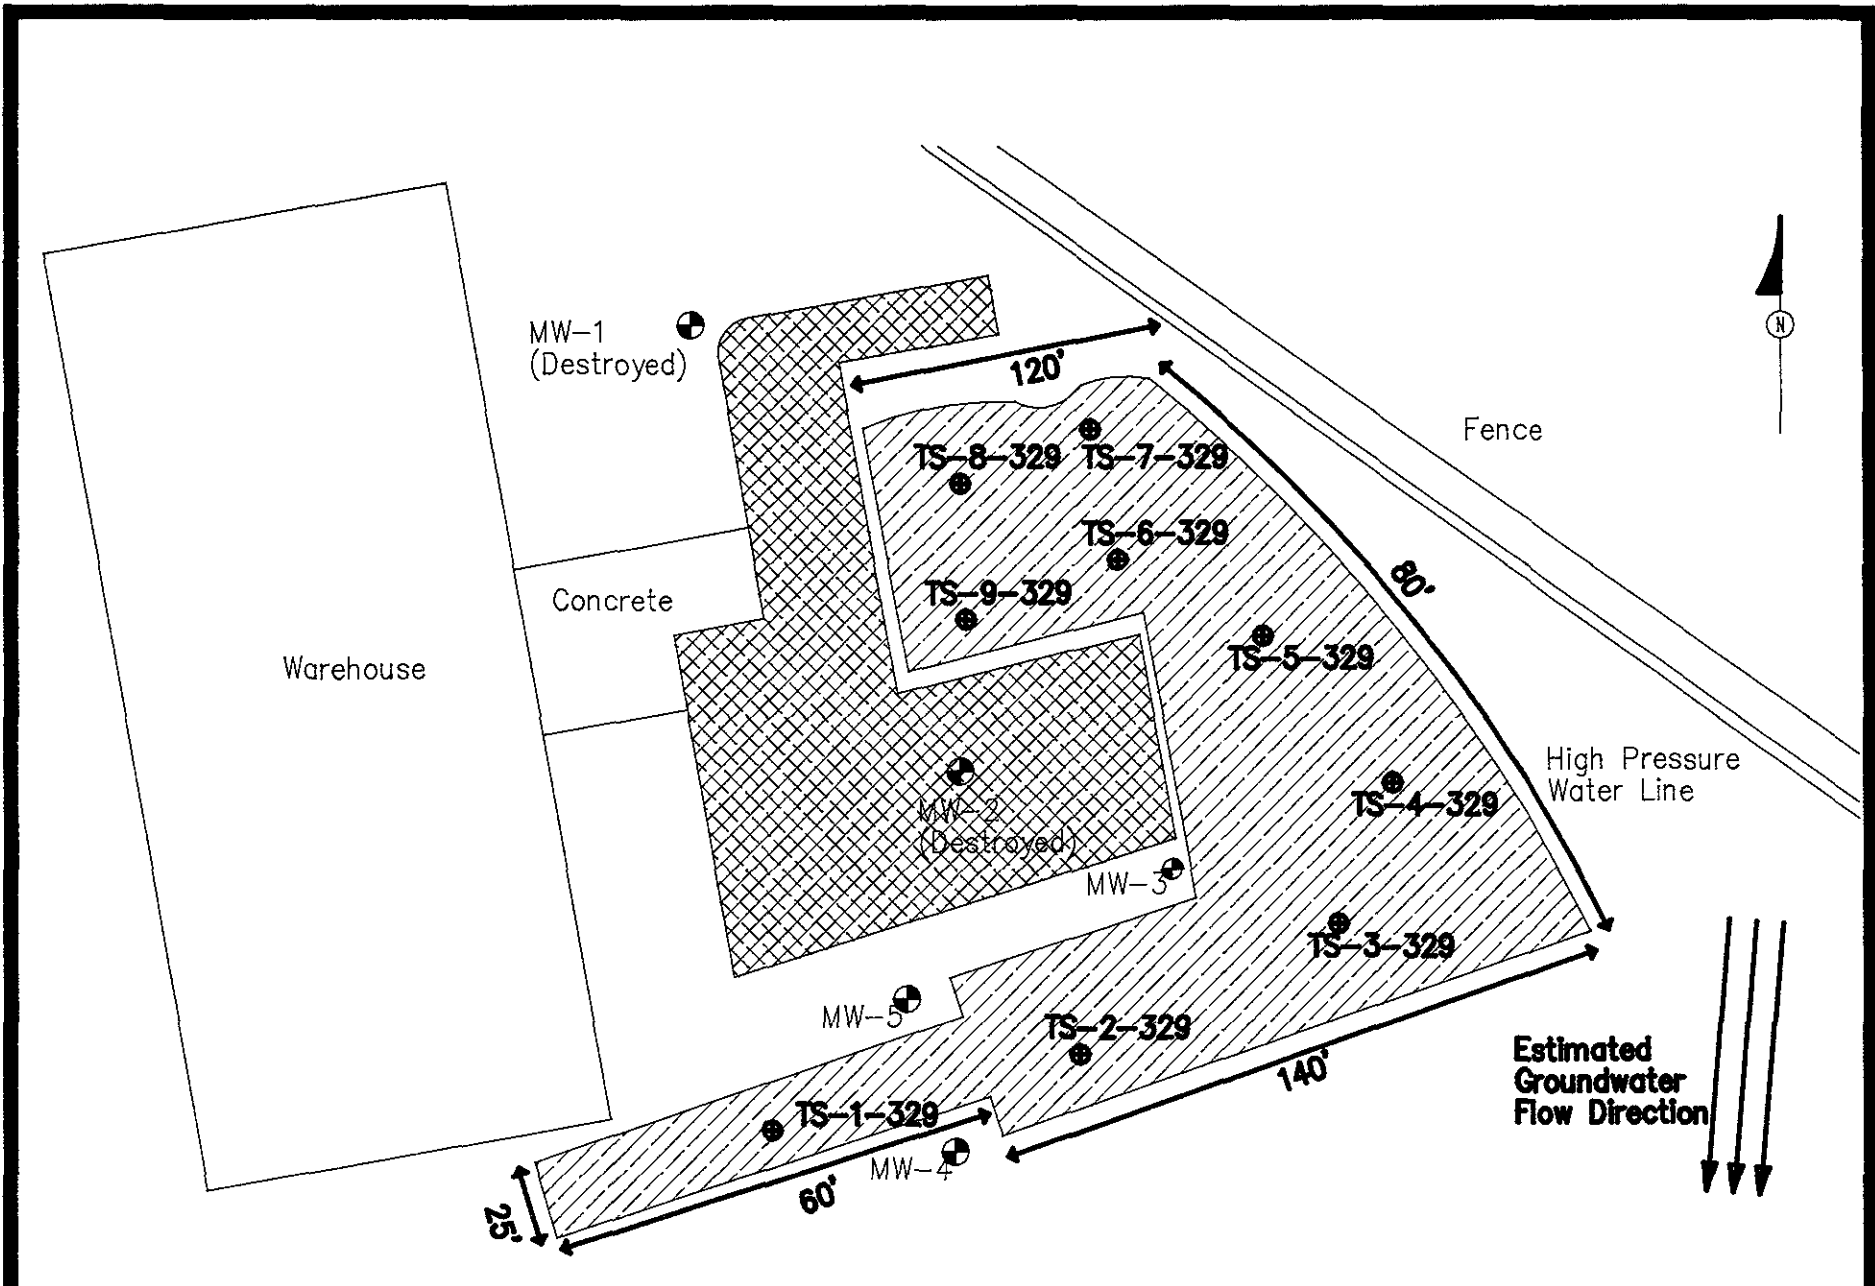 MW-1
(Destroyed)
120'
N
Fence
TS-8-329
TS-7-329
TS-6-329
80'
TS-9-329
Concrete
TS-5-329
Warehouse
High Pressure
Water Line
TS-4-329
MW-2
(Destroyed)
MW-3
TS-3-329
MW-5
TS-2-329
Estimated
Groundwater
Flow Direction
140'
TS-1-329
MW-4
60'
25'